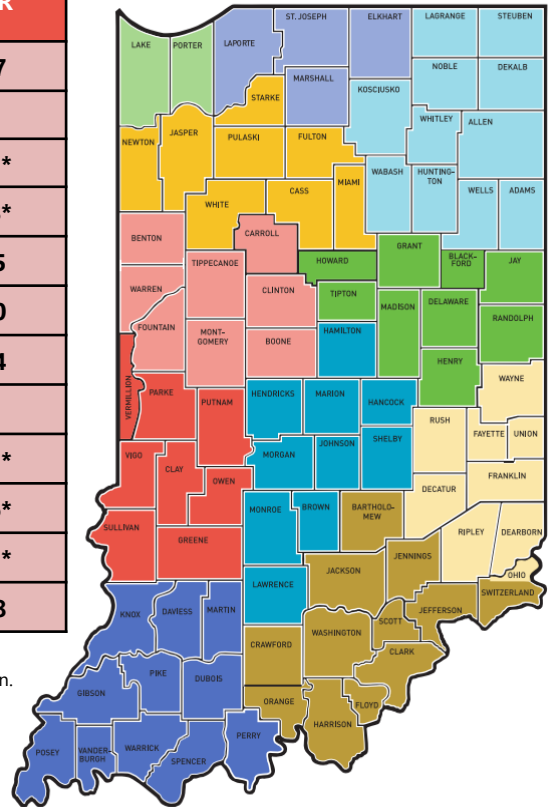 R
7
*
*
5
0
4
*
*
*
3
n.
ST. JOSEPH
ELKHART
LAGRANGE
STEUBEN
LAKE
PORTER
LAPORTE
NOBLE
DEKALB
MARSHALL
STARKE
KOSCIUSKO
WHITLEY
ALLEN
NEWTON
JASPER
PULASKI
FULTON
WABASH
HUNTING-
TON
MIAMI
WELLS
ADAMS
WHITE
CASS
BENTON
CARROLL
GRANT
TIPPECANOE
HOWARD
BLACK-
FORD
JAY
WARREN
CLINTON
TIPTON
MADISON
DELAWARE
RANDOLPH
FOUNTAIN
MONT-
GOMERY
BOONE
HAMILTON
HENRY
WAYNE
VERMILLION
PARKE
PUTNAM
HENDRICKS
MARION
HANCOCK
RUSH
FAYETTE
UNION
VIGO
CLAY
MORGAN
JOHNSON
SHELBY
OWEN
FRANKLIN
DECATUR
MONROE
BROWN
BARTHOLO-
MEW
SULLIVAN
GREENE
RIPLEY
DEARBORN
JENNINGS
JACKSON
OHIO
LAWRENCE
SWITZERLAND
KNOX
DAVIESS
MARTIN
JEFFERSON
SCOTT
WASHINGTON
CRAWFORD
CLARK
PIKE
DUBOIS
GIBSON
ORANGE
FLOYD
HARRISON
PERRY
POSEY
VANDER-
BURGH
WARRICK
SPENCER